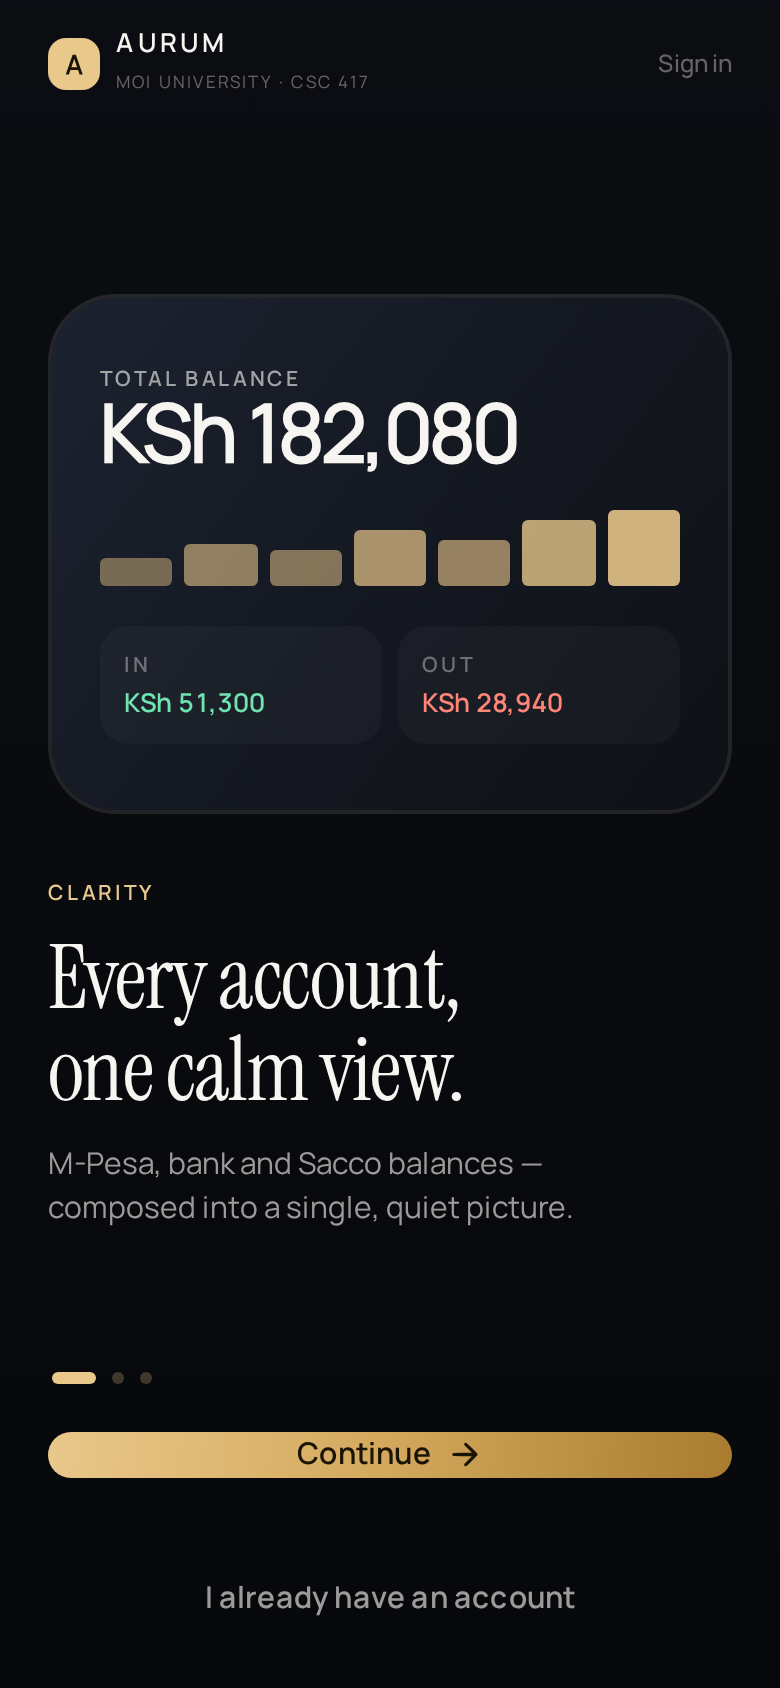 A
AURUM
MOI UNIVERSITY · CSC 417
Sign in
TOTAL BALANCE
KSh 182,080
IN
KSh 51,300
OUT
KSh 28,940
CLARITY
Every account,
one calm view.
M-Pesa, bank and Sacco balances —
composed into a single, quiet picture.
Continue →
I already have an account